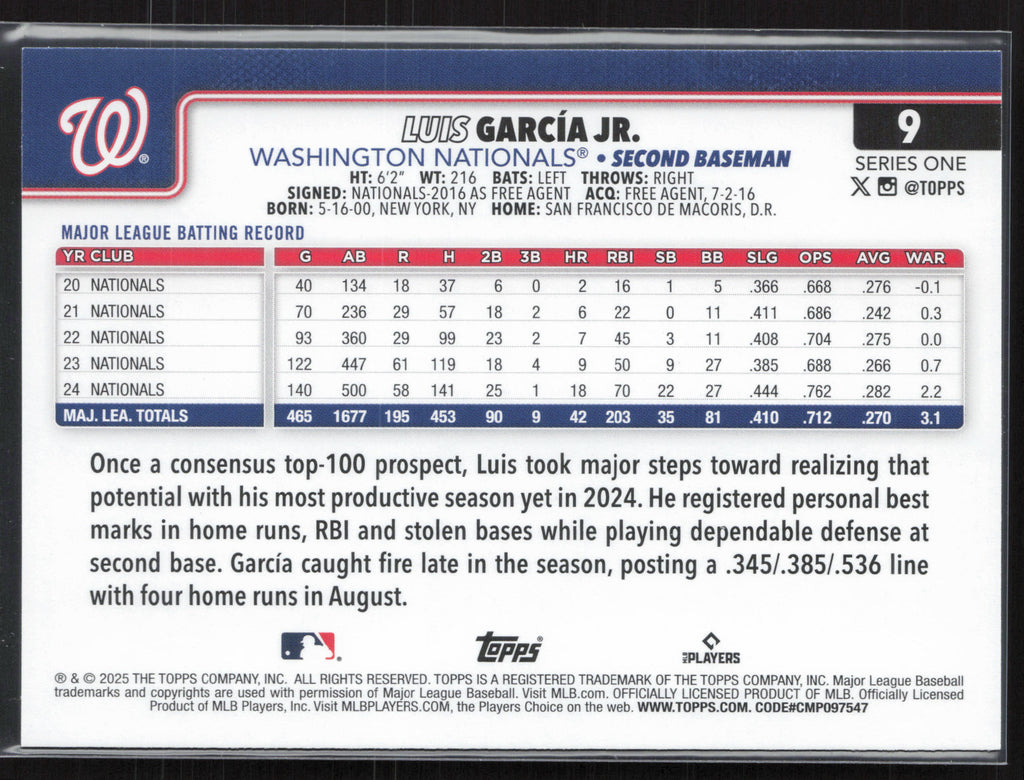 W®
LUIS GARCÍA JR.
9
WASHINGTON NATIONALS® • SECOND BASEMAN
SERIES ONE
HT: 6'2" WT: 216 BATS: LEFT THROWS: RIGHT
SIGNED: NATIONALS-2016 AS FREE AGENT ACQ: FREE AGENT, 7-2-16
X @TOPPS
BORN: 5-16-00, NEW YORK, NY HOME: SAN FRANCISCO DE MACORIS, D.R.
MAJOR LEAGUE BATTING RECORD
YR CLUB G AB R H 2B 3B HR RBI SB BB SLG OPS AVG WAR
20 NATIONALS 40 134 18 37 6 0 2 16 1 5 .366 .668 .276 -0.1
21 NATIONALS 70 236 29 57 18 2 6 22 0 11 .411 .686 .242 0.3
22 NATIONALS 93 360 29 99 23 2 7 45 3 11 .408 .704 .275 0.0
23 NATIONALS 122 447 61 119 18 4 9 50 9 27 .385 .688 .266 0.7
24 NATIONALS 140 500 58 141 25 1 18 70 22 27 .444 .762 .282 2.2
MAJ. LEA. TOTALS 465 1677 195 453 90 9 42 203 35 81 .410 .712 .270 3.1
Once a consensus top-100 prospect, Luis took major steps toward realizing that
potential with his most productive season yet in 2024. He registered personal best
marks in home runs, RBI and stolen bases while playing dependable defense at
second base. García caught fire late in the season, posting a .345/.385/.536 line
with four home runs in August.
topps® MLB PLAYERS
® & © 2025 THE TOPPS COMPANY, INC. ALL RIGHTS RESERVED. TOPPS IS A REGISTERED TRADEMARK OF THE TOPPS COMPANY, INC. Major League Baseball
trademarks and copyrights are used with permission of Major League Baseball. Visit MLB.com. OFFICIALLY LICENSED PRODUCT OF MLB. Officially Licensed
Product of MLB Players, Inc. Visit MLBPLAYERS.COM, the Players Choice on the web. WWW.TOPPS.COM. CODE#CMP097547